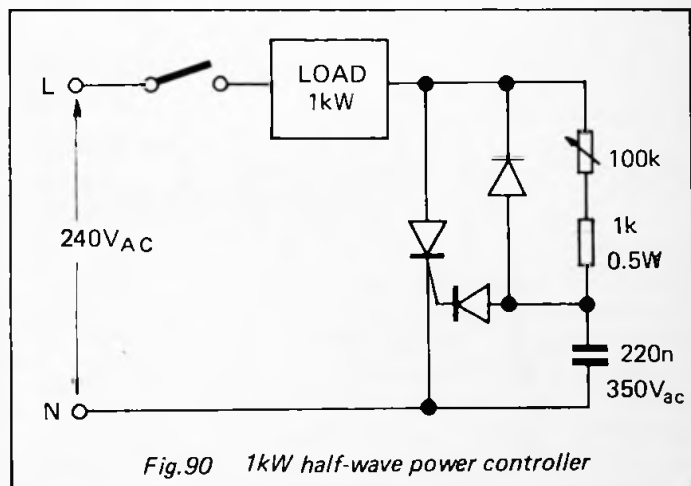 L
LOAD
1kW
100k
1k
0.5W
240VAC
220n
350Vac
N
Fig.90 1kW half-wave power controller